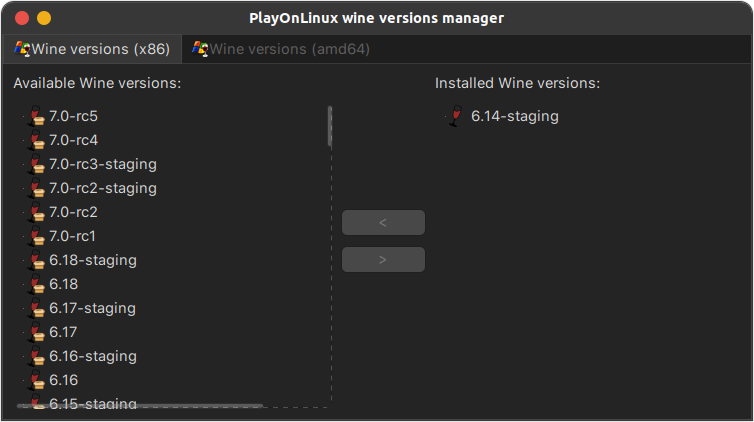 PlayOnLinux wine versions manager
Wine versions (x86)
Wine versions (amd64)
Available Wine versions:
7.0-rc5
7.0-rc4
7.0-rc3-staging
7.0-rc2-staging
7.0-rc2
7.0-rc1
6.18-staging
6.18
6.17-staging
6.17
6.16-staging
6.16
6.15-staging
<
>
Installed Wine versions:
6.14-staging